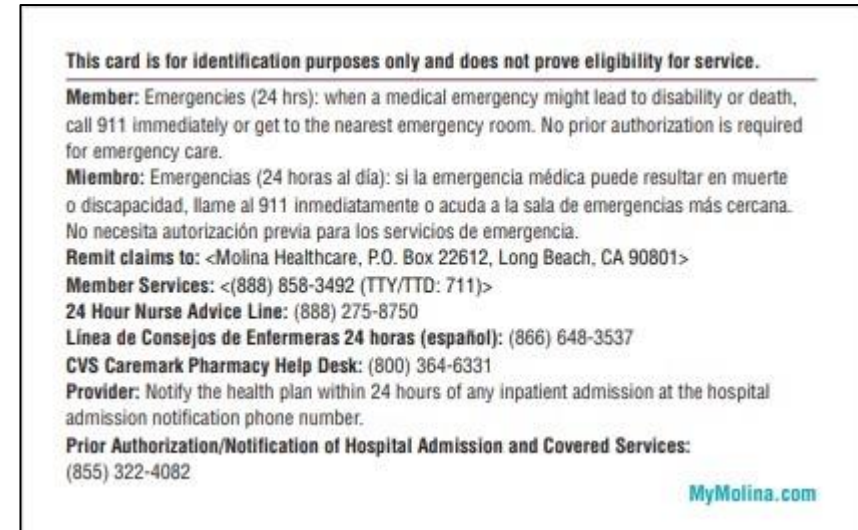 This card is for identification purposes only and does not prove eligibility for service.
Member: Emergencies (24 hrs): when a medical emergency might lead to disability or death,
call 911 immediately or get to the nearest emergency room. No prior authorization is required
for emergency care.
Miembro: Emergencias (24 horas al día): si la emergencia médica puede resultar en muerte
o discapacidad, llame al 911 inmediatamente o acuda a la sala de emergencias más cercana.
No necesita autorización previa para los servicios de emergencia.
Remit claims to: <Molina Healthcare, P.O. Box 22612, Long Beach, CA 90801>
Member Services: <(888) 858-3492 (TTY/TTD: 711)>
24 Hour Nurse Advice Line: (888) 275-8750
Línea de Consejos de Enfermeras 24 horas (español): (866) 648-3537
CVS Caremark Pharmacy Help Desk: (800) 364-6331
Provider: Notify the health plan within 24 hours of any inpatient admission at the hospital
admission notification phone number.
Prior Authorization/Notification of Hospital Admission and Covered Services:
(855) 322-4082
MyMolina.com